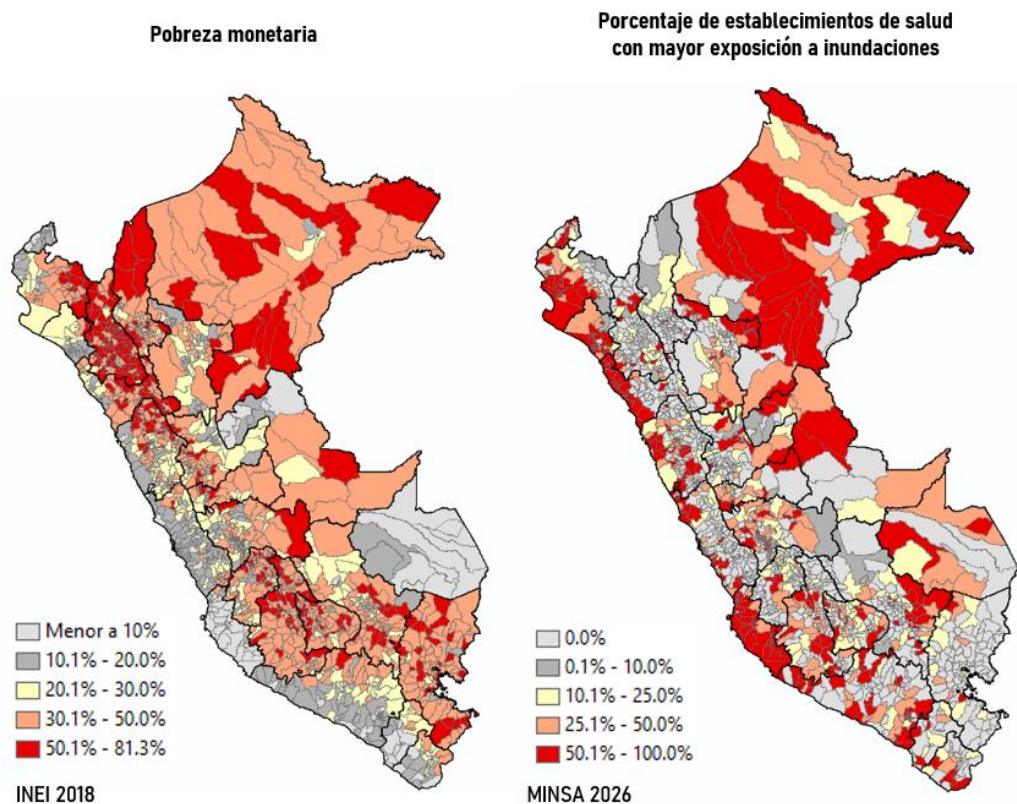 Pobreza monetaria
Porcentaje de establecimientos de salud
con mayor exposición a inundaciones
Menor a 10%
10.1% - 20.0%
20.1% - 30.0%
30.1% - 50.0%
50.1% - 81.3%
INEI 2018
0.0%
0.1% - 10.0%
10.1% - 25.0%
25.1% - 50.0%
50.1% - 100.0%
MINSA 2026